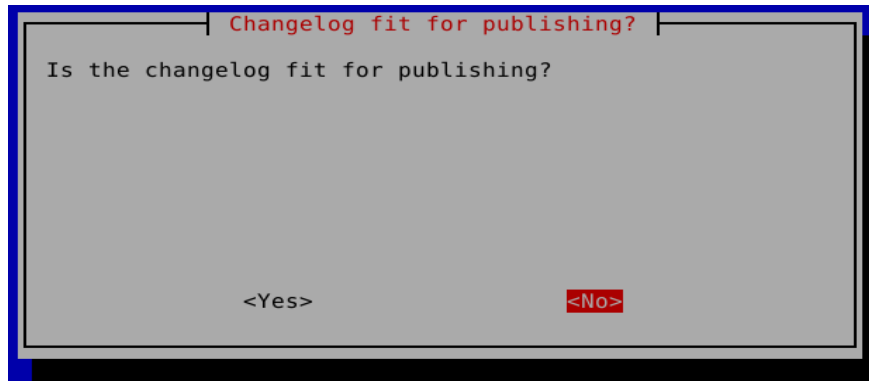 Changelog fit for publishing?
Is the changelog fit for publishing?
<Yes> <No>